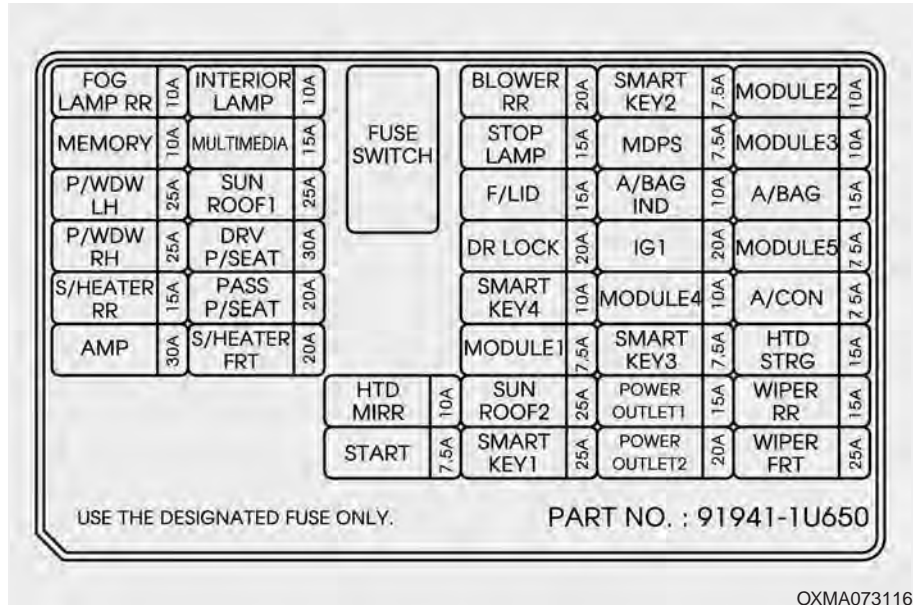 FOG LAMP RR 10A INTERIOR LAMP 10A FUSE SWITCH BLOWER RR 20A SMART KEY2 7.5A MODULE2 10A
MEMORY 10A MULTIMEDIA 15A STOP LAMP 15A MDPS 7.5A MODULE3 10A
P/WDW LH 25A SUN ROOF1 25A F/LID 15A A/BAG IND 10A A/BAG 15A
P/WDW RH 25A DRV P/SEAT 30A DR LOCK 20A IG1 20A MODULE5 7.5A
S/HEATER RR 15A PASS P/SEAT 20A SMART KEY4 10A MODULE4 10A A/CON 7.5A
AMP 30A S/HEATER FRT 20A MODULE1 7.5A SMART KEY3 7.5A HTD STRG 15A
HTD MIRR 10A SUN ROOF2 25A POWER OUTLET1 15A WIPER RR 15A
START 7.5A SMART KEY1 25A POWER OUTLET2 20A WIPER FRT 25A
USE THE DESIGNATED FUSE ONLY. PART NO. : 91941-1U650
OXMA073116